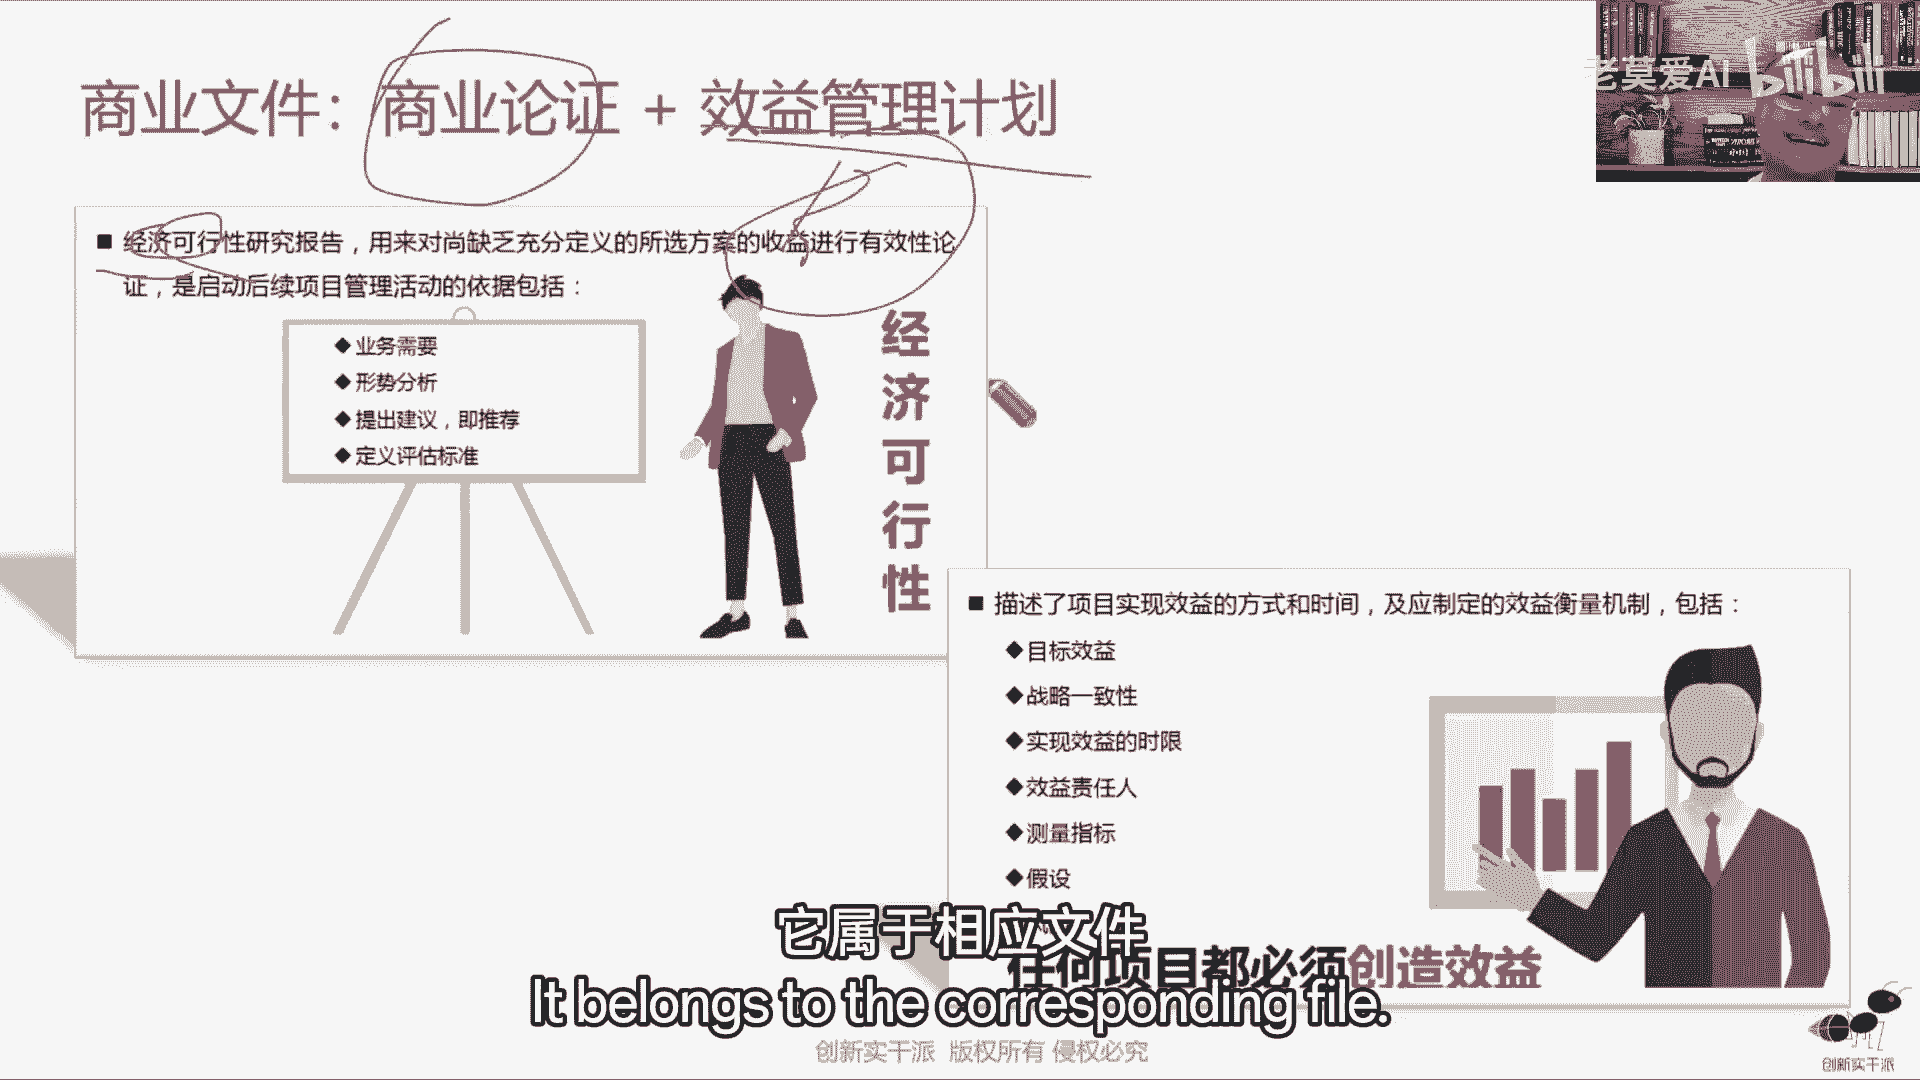 商业文件：商业论证 + 效益管理计划
老莫爱AI bilibili
■ 经济可行性研究报告，用来对尚缺乏充分定义的所选方案的收益进行有效性论
证，是启动后续项目管理活动的依据包括：
◆业务需要
◆形势分析
◆提出建议，即推荐
◆定义评估标准
经济可行性
■ 描述了项目实现效益的方式和时间，及应制定的效益衡量机制，包括：
◆目标效益
◆战略一致性
◆实现效益的时限
◆效益责任人
◆测量指标
◆假设
任何项目都必须创造效益
它属于相应文件
It belongs to the corresponding file.
创新实干派 版权所有 侵权必究
创新实干派